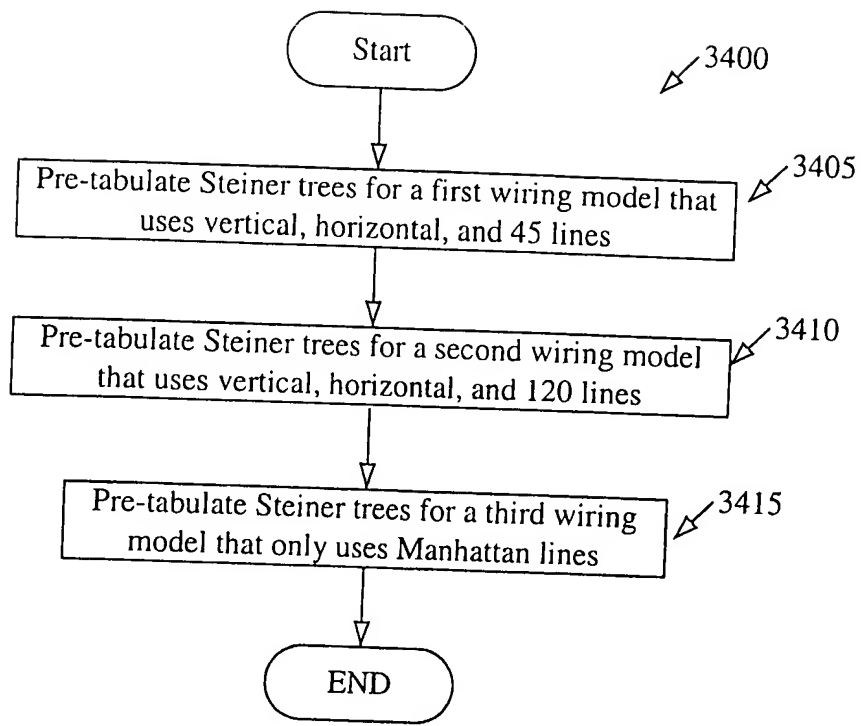 Start
3400
3405
Pre-tabulate Steiner trees for a first wiring model that
uses vertical, horizontal, and 45 lines
3410
Pre-tabulate Steiner trees for a second wiring model
that uses vertical, horizontal, and 120 lines
3415
Pre-tabulate Steiner trees for a third wiring
model that only uses Manhattan lines
END